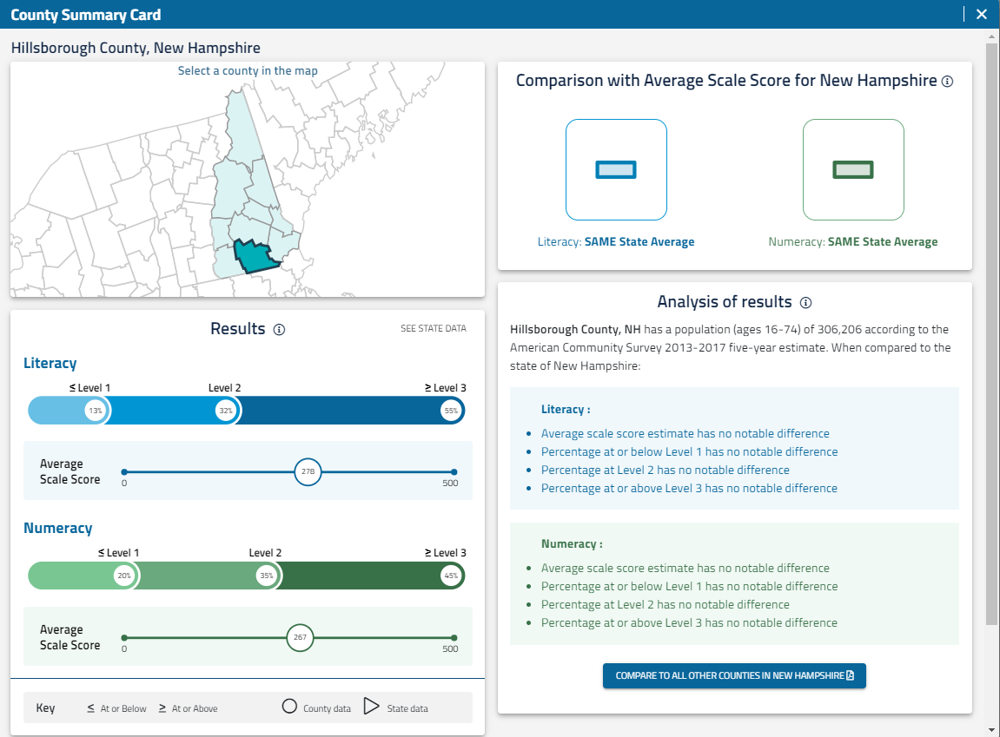 County Summary Card
Hillsborough County, New Hampshire
Select a county in the map
Results
SEE STATE DATA
Literacy
≤ Level 1 Level 2 ≥ Level 3
13% 32% 55%
Average
Scale Score
0 278 500
Numeracy
≤ Level 1 Level 2 ≥ Level 3
20% 35% 45%
Average
Scale Score
0 267 500
Key ≤ At or Below ≥ At or Above County data State data
Comparison with Average Scale Score for New Hampshire
Literacy: SAME State Average
Numeracy: SAME State Average
Analysis of results
Hillsborough County, NH has a population (ages 16-74) of 306,206 according to the
American Community Survey 2013-2017 five-year estimate. When compared to the
state of New Hampshire:
Literacy :
• Average scale score estimate has no notable difference
• Percentage at or below Level 1 has no notable difference
• Percentage at Level 2 has no notable difference
• Percentage at or above Level 3 has no notable difference
Numeracy :
• Average scale score estimate has no notable difference
• Percentage at or below Level 1 has no notable difference
• Percentage at Level 2 has no notable difference
• Percentage at or above Level 3 has no notable difference
COMPARE TO ALL OTHER COUNTIES IN NEW HAMPSHIRE